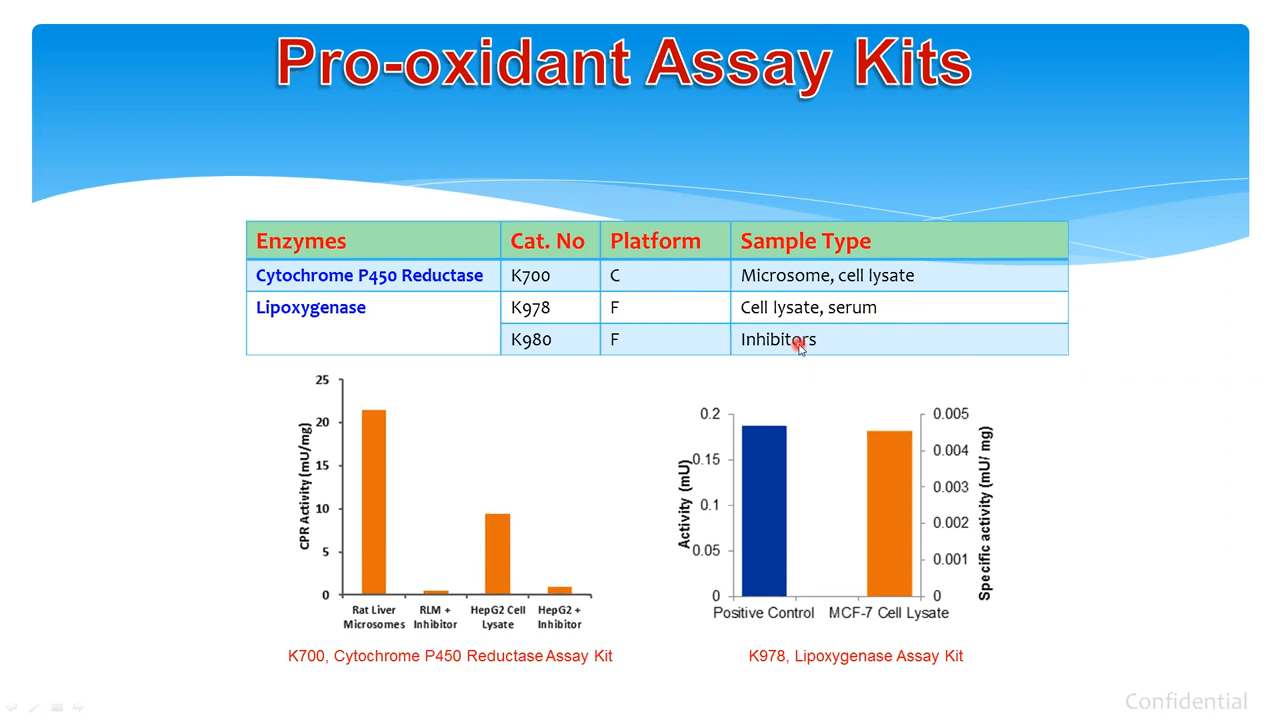 Pro-oxidant Assay Kits
Enzymes Cat. No Platform Sample Type
Cytochrome P450 Reductase K700 C Microsome, cell lysate
Lipoxygenase K978 F Cell lysate, serum
K980 F Inhibitors
25
20
15
10
5
0
CPR Activity (mU/mg)
Rat Liver Microsomes
RLM + Inhibitor
HepG2 Cell Lysate
HepG2 + Inhibitor
K700, Cytochrome P450 Reductase Assay Kit
0.2
0.15
0.1
0.05
0
Activity (mU)
0.005
0.004
0.003
0.002
0.001
0
Specific activity (mU/ mg)
Positive Control
MCF-7 Cell Lysate
K978, Lipoxygenase Assay Kit
Confidential